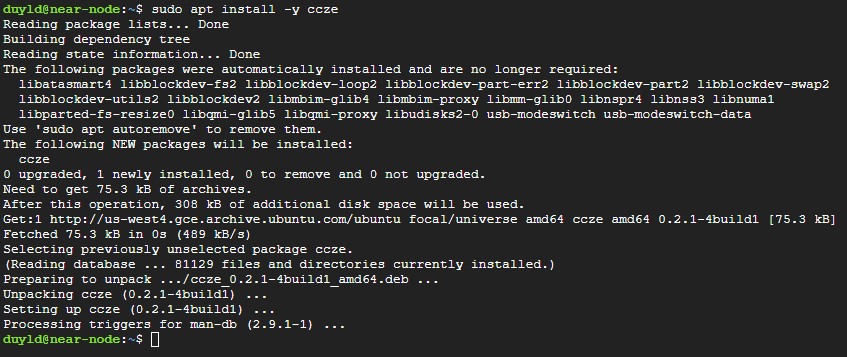 duyld@near-node:~$ sudo apt install -y ccze
Reading package lists... Done
Building dependency tree
Reading state information... Done
The following packages were automatically installed and are no longer required:
  libatasmart4 libblockdev-fs2 libblockdev-loop2 libblockdev-part-err2 libblockdev-part2 libblockdev-swap2
  libblockdev-utils2 libblockdev2 libmbim-glib4 libmbim-proxy libmm-glib0 libnspr4 libnss3 libnuma1
  libparted-fs-resize0 libqmi-glib5 libqmi-proxy libudisks2-0 usb-modeswitch usb-modeswitch-data
Use 'sudo apt autoremove' to remove them.
The following NEW packages will be installed:
  ccze
0 upgraded, 1 newly installed, 0 to remove and 0 not upgraded.
Need to get 75.3 kB of archives.
After this operation, 308 kB of additional disk space will be used.
Get:1 http://us-west4.gce.archive.ubuntu.com/ubuntu focal/universe amd64 ccze amd64 0.2.1-4build1 [75.3 kB]
Fetched 75.3 kB in 0s (489 kB/s)
Selecting previously unselected package ccze.
(Reading database ... 81129 files and directories currently installed.)
Preparing to unpack .../ccze_0.2.1-4build1_amd64.deb ...
Unpacking ccze (0.2.1-4build1) ...
Setting up ccze (0.2.1-4build1) ...
Processing triggers for man-db (2.9.1-1) ...
duyld@near-node:~$